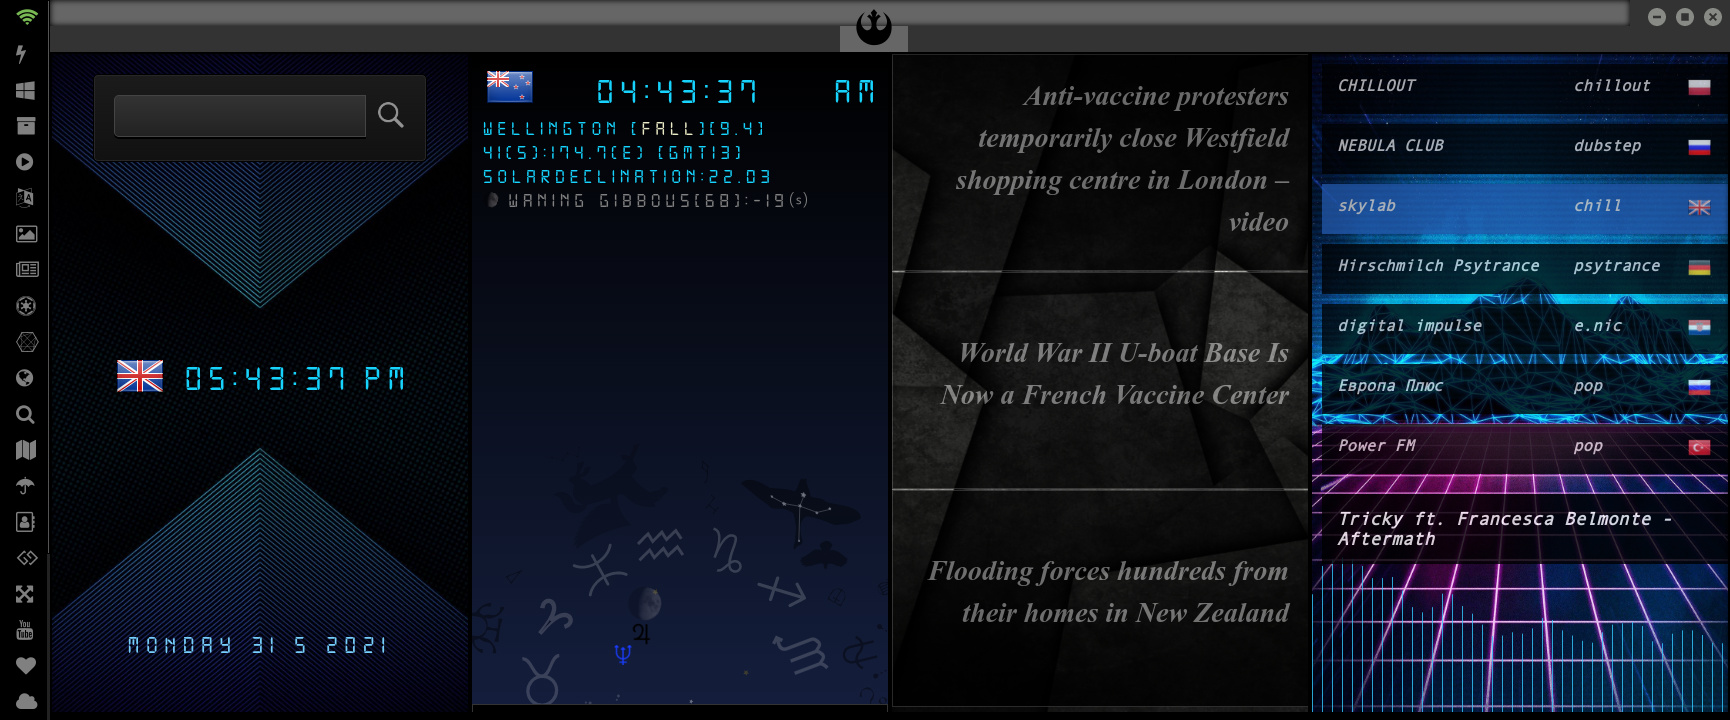 05:43:37 PM
MONDAY 31 5 2021
04:43:37 AM
WELLINGTON [FALL][9.4]
41(S):174.7(E) [GMT13]
SOLARDECLINATION:22.03
WANING GIBBOUS[68]:-19(s)
Anti-vaccine protesters
temporarily close Westfield
shopping centre in London –
video
World War II U-boat Base Is
Now a French Vaccine Center
Flooding forces hundreds from
their homes in New Zealand
CHILLOUT chillout
NEBULA CLUB dubstep
skylab chill
Hirschmilch Psytrance psytrance
digital impulse e.nic
Европа Плюс pop
Power FM pop
Tricky ft. Francesca Belmonte -
Aftermath
You
Tube